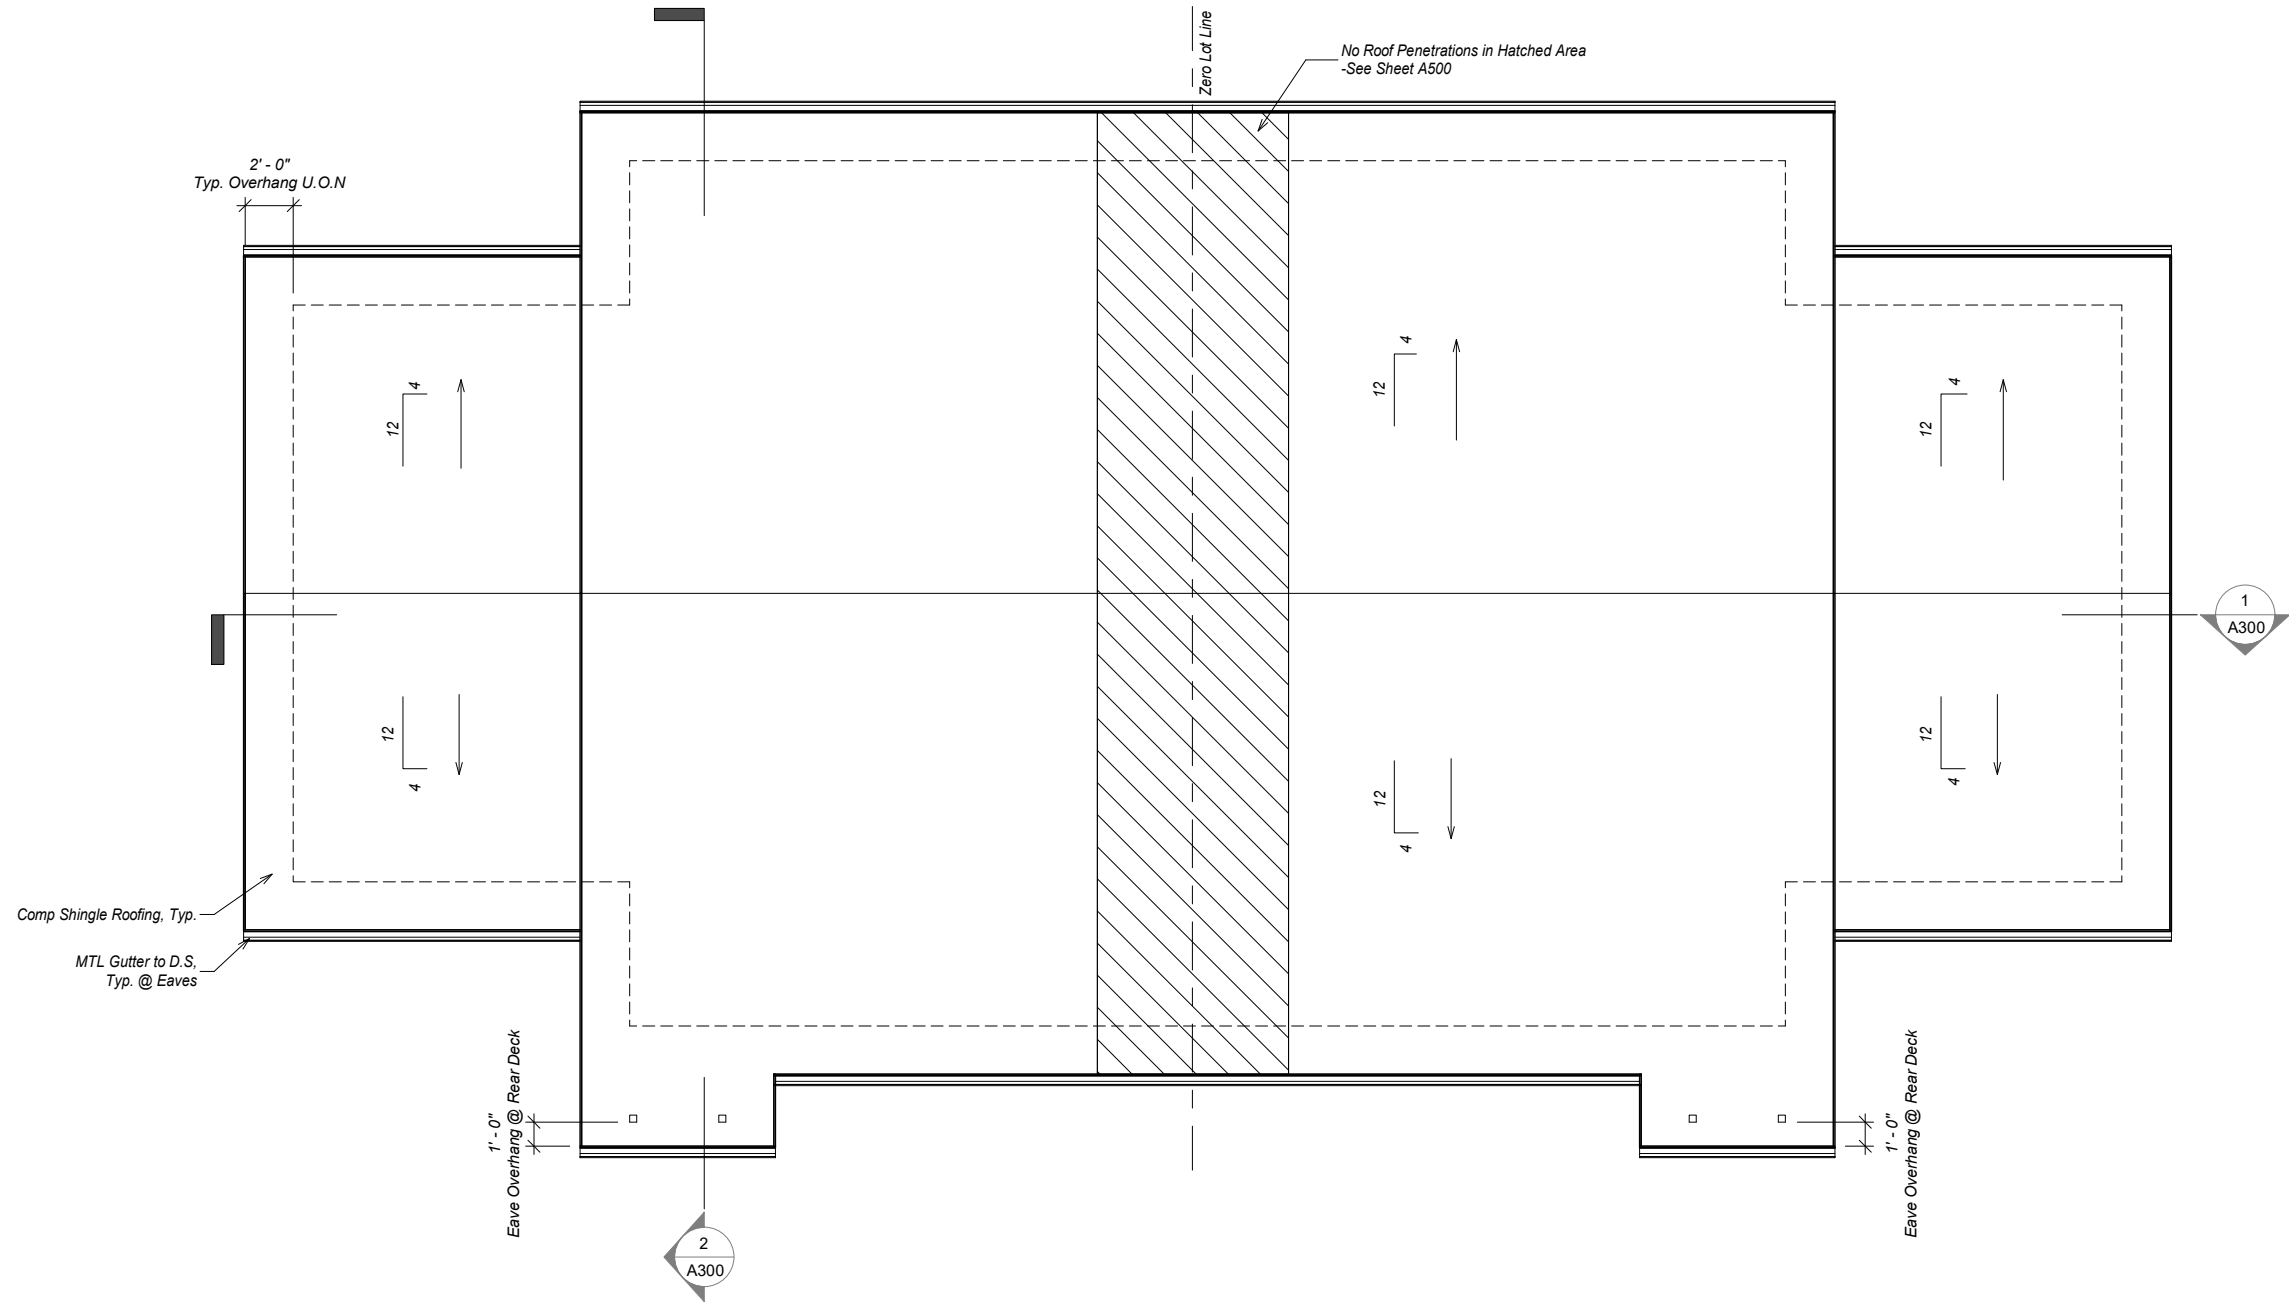 Zero Lot Line
No Roof Penetrations in Hatched Area
-See Sheet A500
2' - 0"
Typ. Overhang U.O.N
4
12
4
12
4
12
12
4
12
4
12
4
1
A300
Comp Shingle Roofing, Typ.
MTL Gutter to D.S,
Typ. @ Eaves
1' - 0"
Eave Overhang @ Rear Deck
1' - 0"
Eave Overhang @ Rear Deck
2
A300